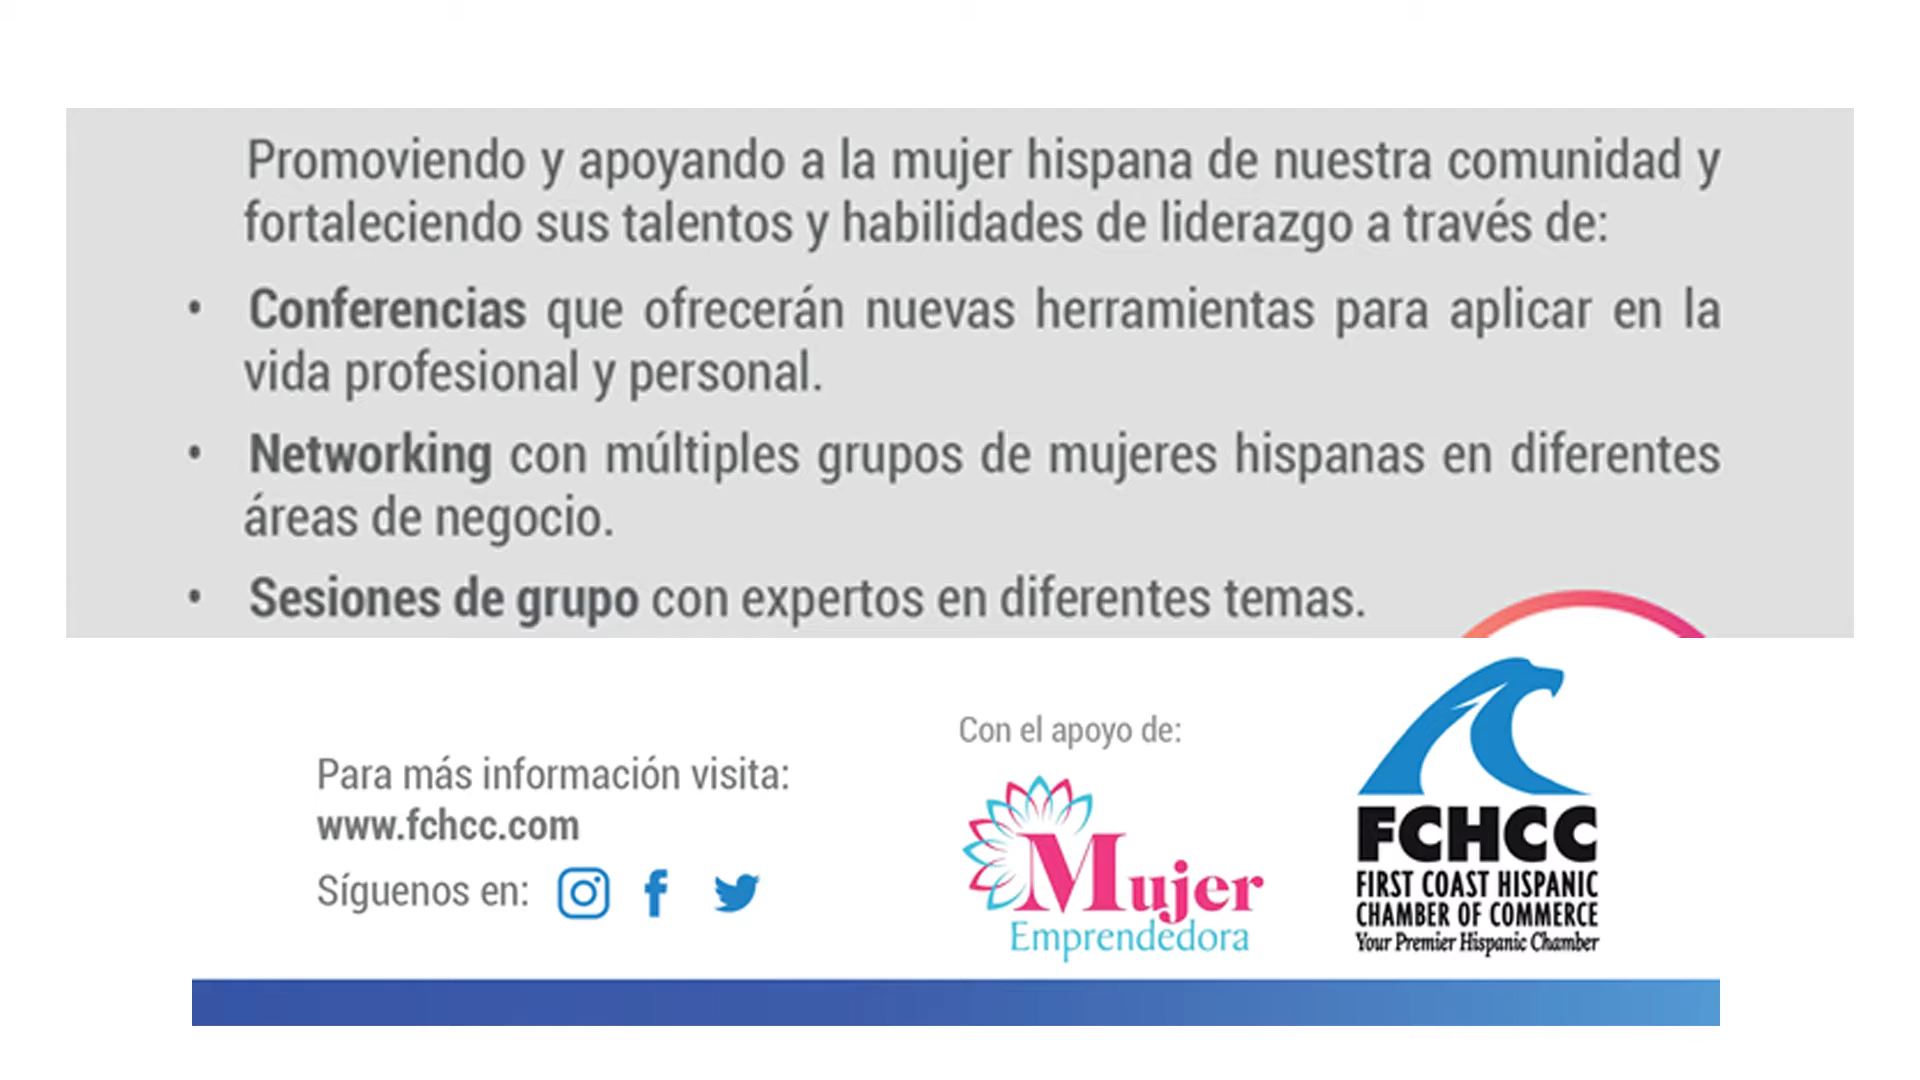 Promoviendo y apoyando a la mujer hispana de nuestra comunidad y
fortaleciendo sus talentos y habilidades de liderazgo a través de:
• Conferencias que ofrecerán nuevas herramientas para aplicar en la
vida profesional y personal.
• Networking con múltiples grupos de mujeres hispanas en diferentes
áreas de negocio.
• Sesiones de grupo con expertos en diferentes temas.
Para más información visita:
www.fchcc.com
Síguenos en:
Con el apoyo de:
Mujer
Emprendedora
FCHCC
FIRST COAST HISPANIC
CHAMBER OF COMMERCE
Your Premier Hispanic Chamber